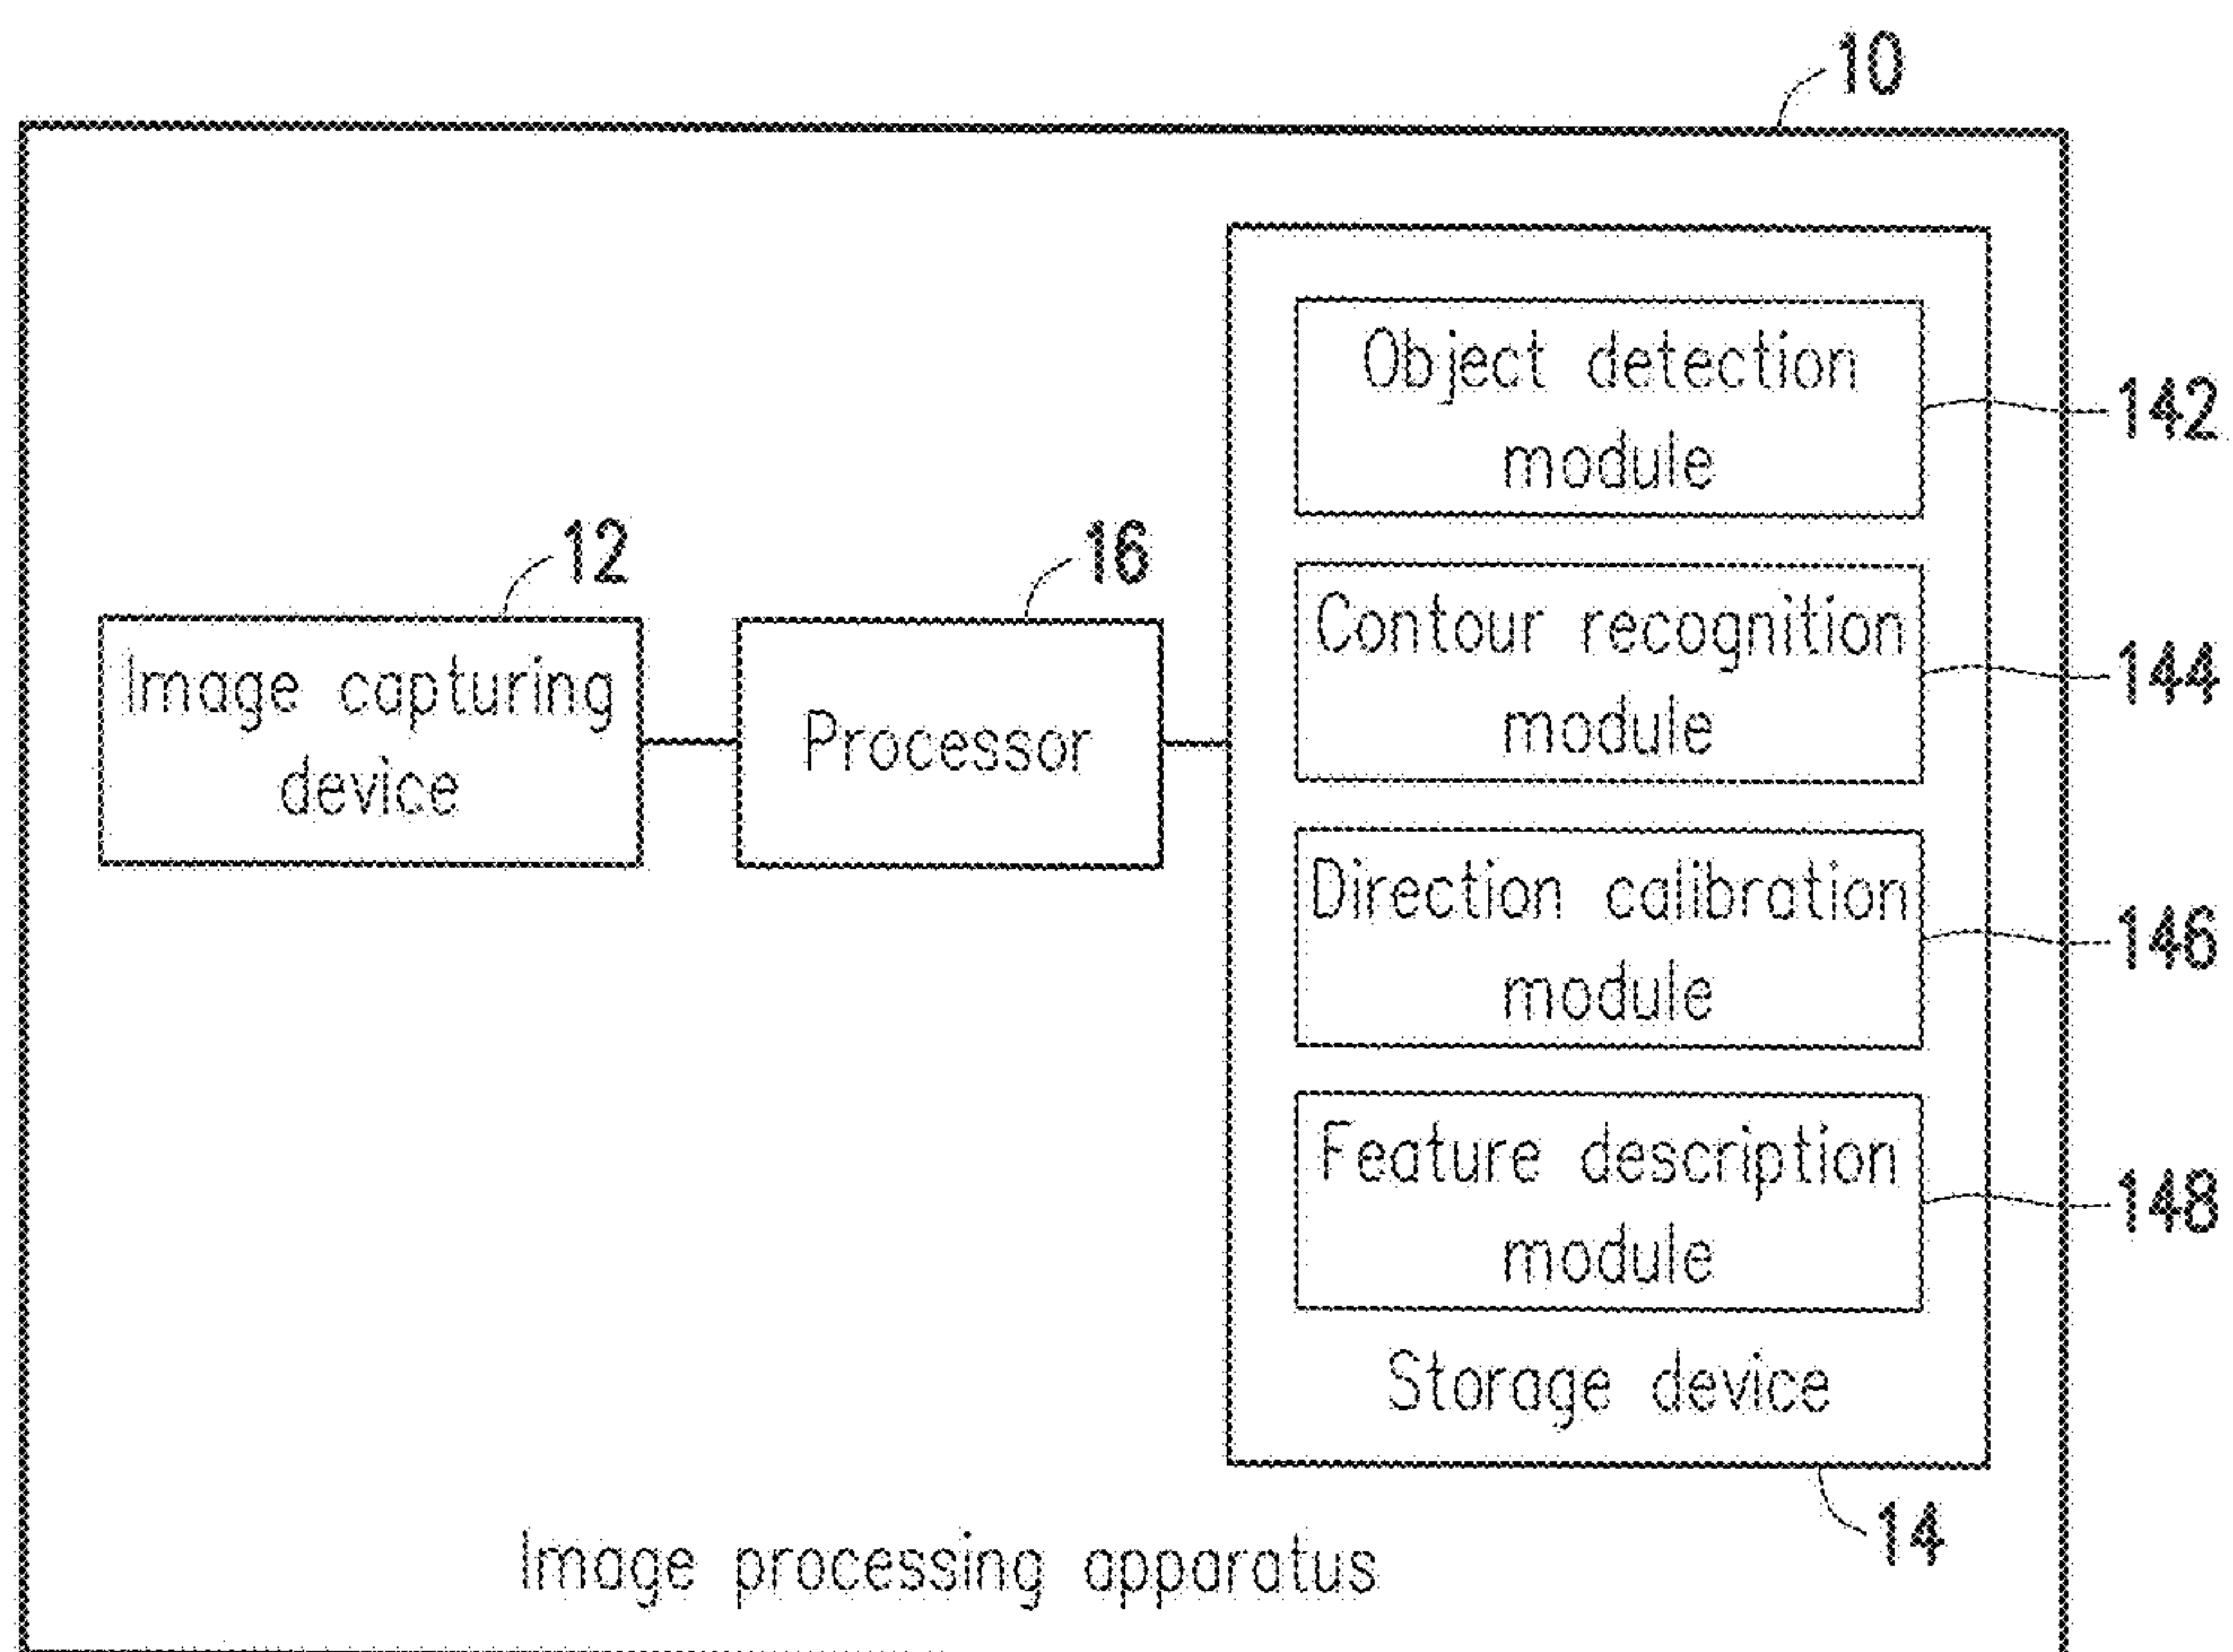 10
Object detection
module
142
12
16
Contour recognition
module
144
Image capturing
device
Processor
Direction calibration
module
146
Feature description
module
148
Storage device
14
Image processing apparatus